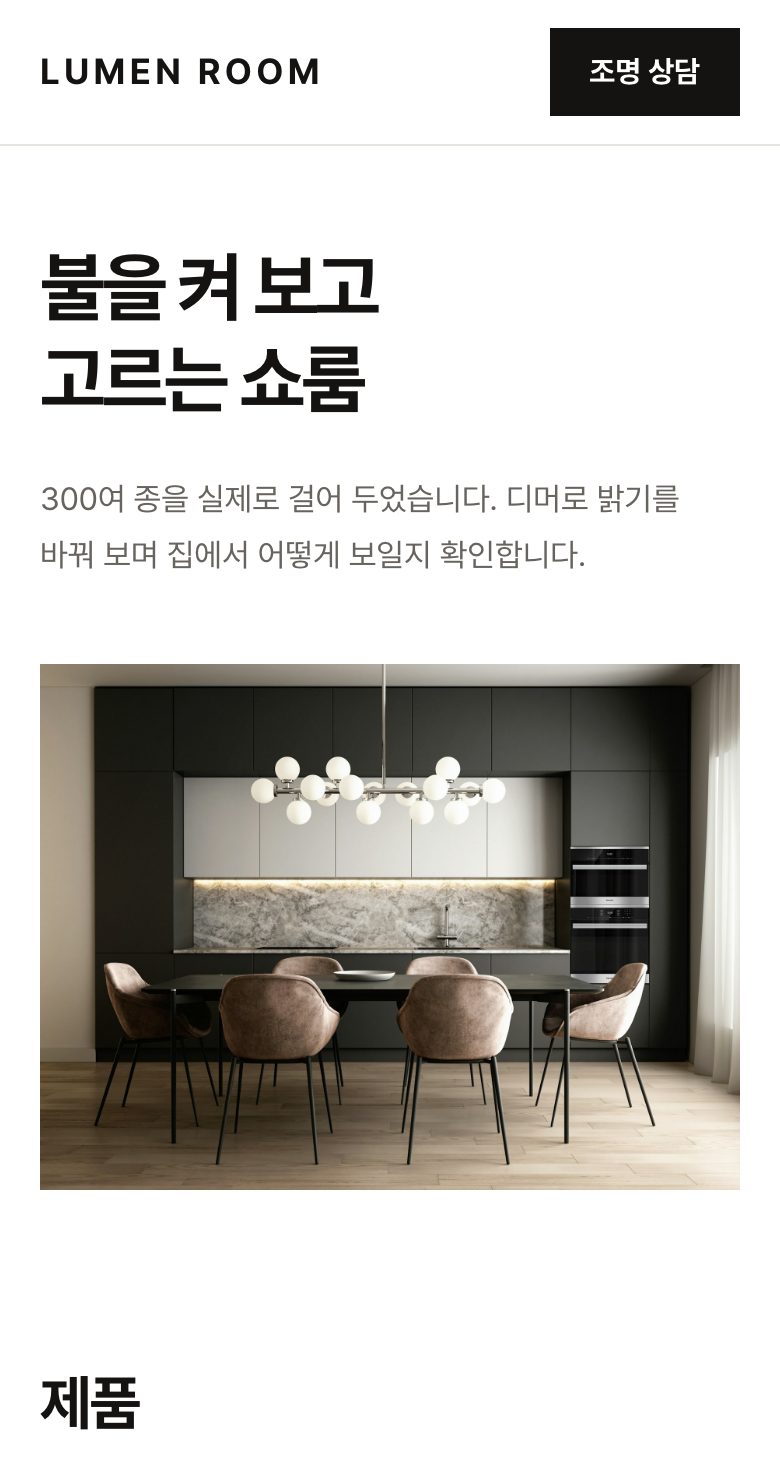 LUMEN ROOM
조명 상담
불을 켜 보고
고르는 쇼룸
300여 종을 실제로 걸어 두었습니다. 디머로 밝기를
바꿔 보며 집에서 어떻게 보일지 확인합니다.
제품